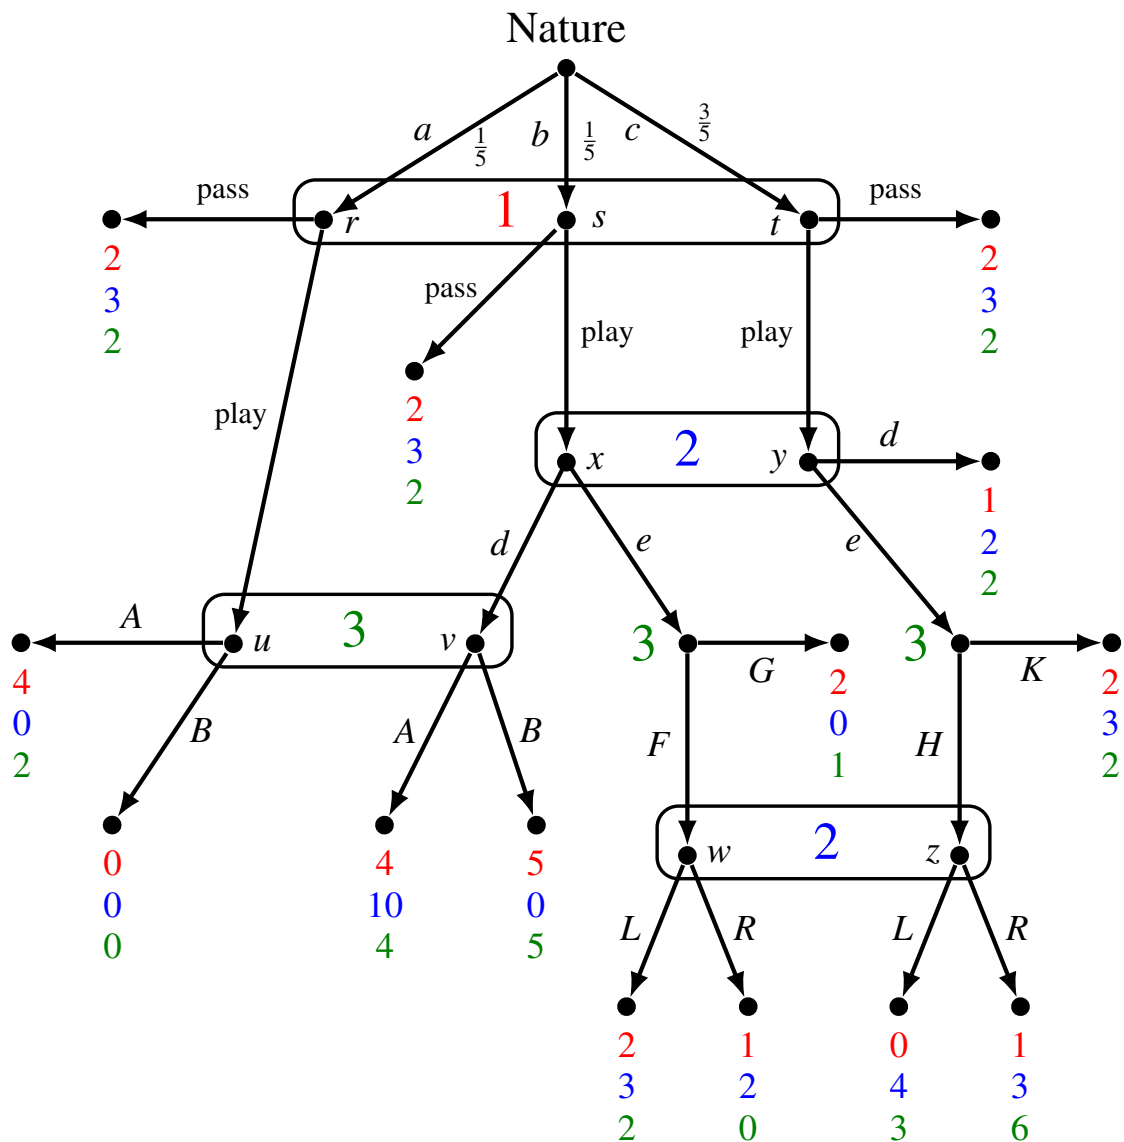 Nature
a 1/5 b 1/5 c 3/5
pass 1 pass
r s t
2 2
3 3
2 2
pass
play play
play
2
3
2
x 2 y d
1
2
2
d e e
A u 3 v 3 G 3 K
4 2 2
0 0 3
2 1 2
B A B F H
w 2 z
0 4 5
0 10 0
0 4 5
L R L R
2 1 0 1
3 2 4 3
2 0 3 6